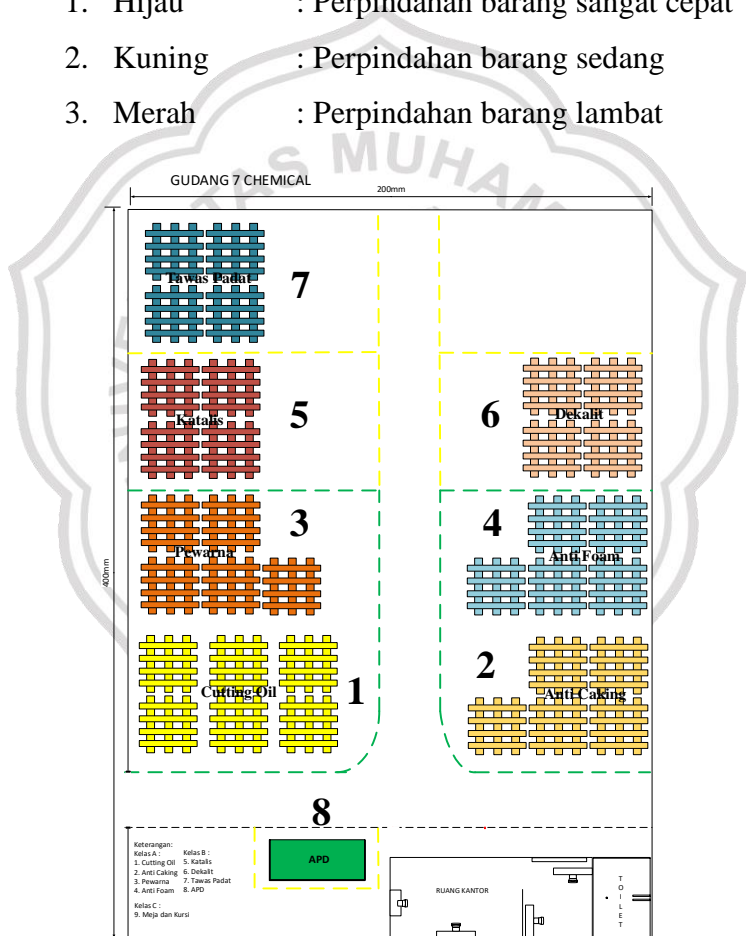 1. Hijau : Perpindahan barang sangat cepat
2. Kuning : Perpindahan barang sedang
3. Merah : Perpindahan barang lambat
GUDANG 7 CHEMICAL
200mm
400mm
Tawas Padat
7
Katalis
5
6
Dekalit
Pewarna
3
4
Anti Foam
Cutting Oil
1
2
Anti Caking
8
APD
Keterangan:
Kelas A :
1. Cutting Oil
2. Anti Caking
3. Pewarna
4. Anti Foam
Kelas B :
5. Katalis
6. Dekalit
7. Tawas Padat
8. APD
Kelas C :
9. Meja dan Kursi
RUANG KANTOR
TOILET